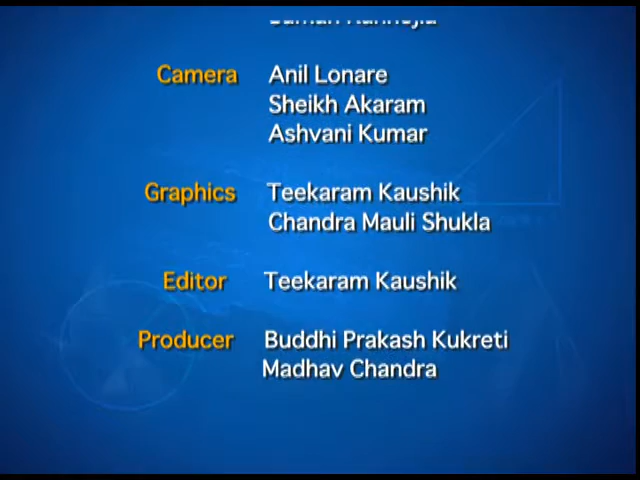 Camera Anil Lonare
Sheikh Akaram
Ashvani Kumar
Graphics Teekaram Kaushik
Chandra Mauli Shukla
Editor Teekaram Kaushik
Producer Buddhi Prakash Kukreti
Madhav Chandra